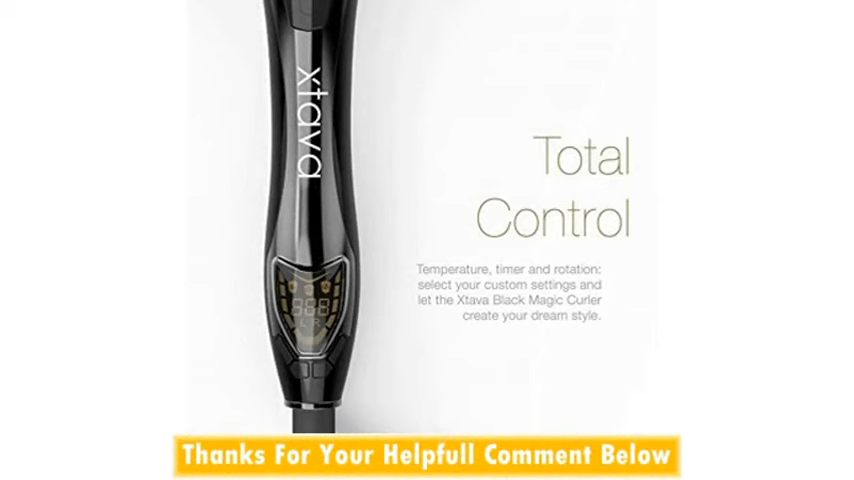 xtava
Total
Control
Temperature, timer and rotation:
select your custom settings and
let the Xtava Black Magic Curler
create your dream style.
888
L R
Thanks For Your Helpfull Comment Below